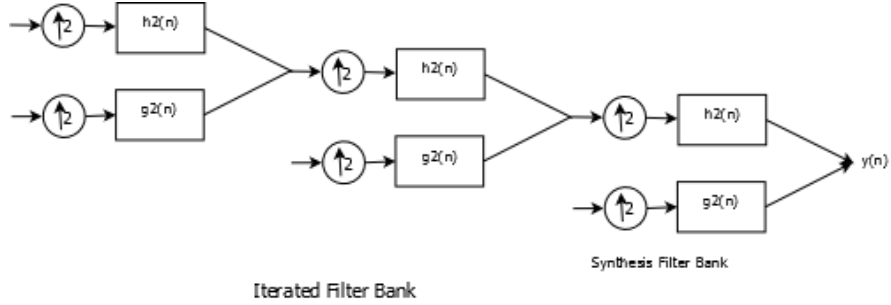 2
h2(n)
2
g2(n)
2
h2(n)
2
g2(n)
2
h2(n)
2
g2(n)
y(n)
Synthesis Filter Bank
Iterated Filter Bank